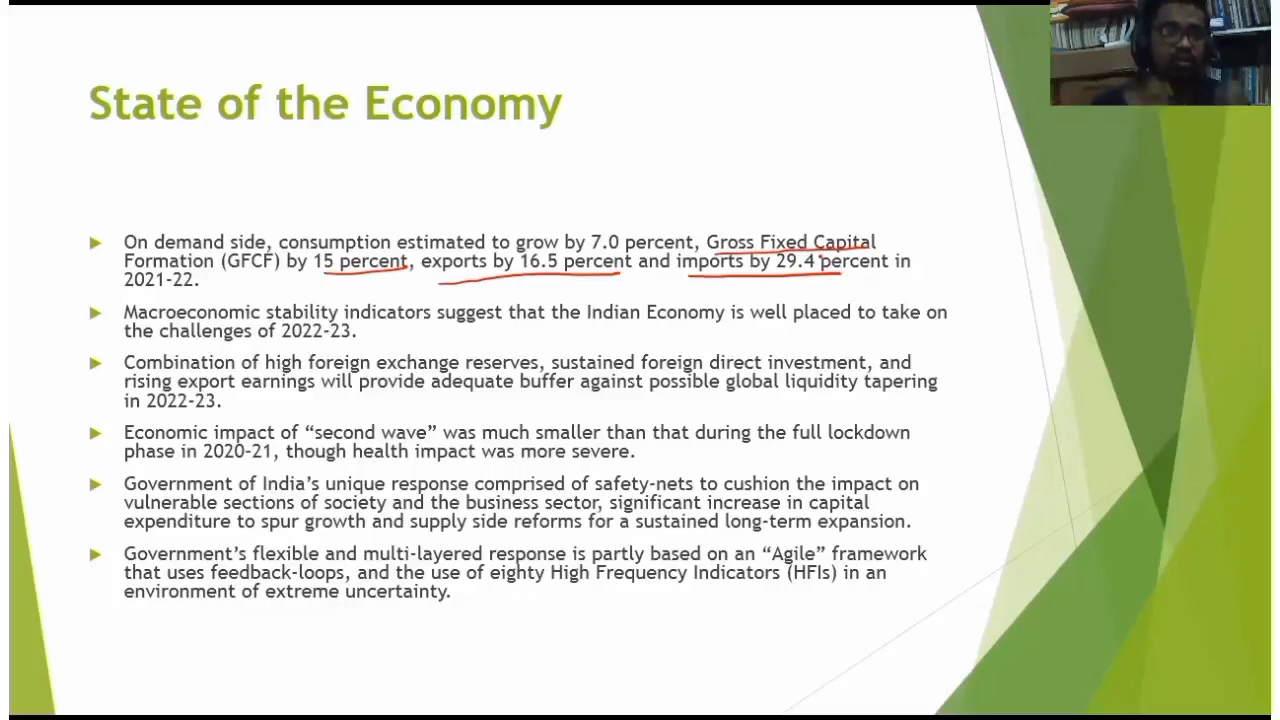 State of the Economy
On demand side, consumption estimated to grow by 7.0 percent, Gross Fixed Capital
Formation (GFCF) by 15 percent, exports by 16.5 percent and imports by 29.4 percent in
2021-22.
Macroeconomic stability indicators suggest that the Indian Economy is well placed to take on
the challenges of 2022-23.
Combination of high foreign exchange reserves, sustained foreign direct investment, and
rising export earnings will provide adequate buffer against possible global liquidity tapering
in 2022-23.
Economic impact of “second wave” was much smaller than that during the full lockdown
phase in 2020-21, though health impact was more severe.
Government of India’s unique response comprised of safety-nets to cushion the impact on
vulnerable sections of society and the business sector, significant increase in capital
expenditure to spur growth and supply side reforms for a sustained long-term expansion.
Government’s flexible and multi-layered response is partly based on an “Agile” framework
that uses feedback-loops, and the use of eighty High Frequency Indicators (HFIs) in an
environment of extreme uncertainty.